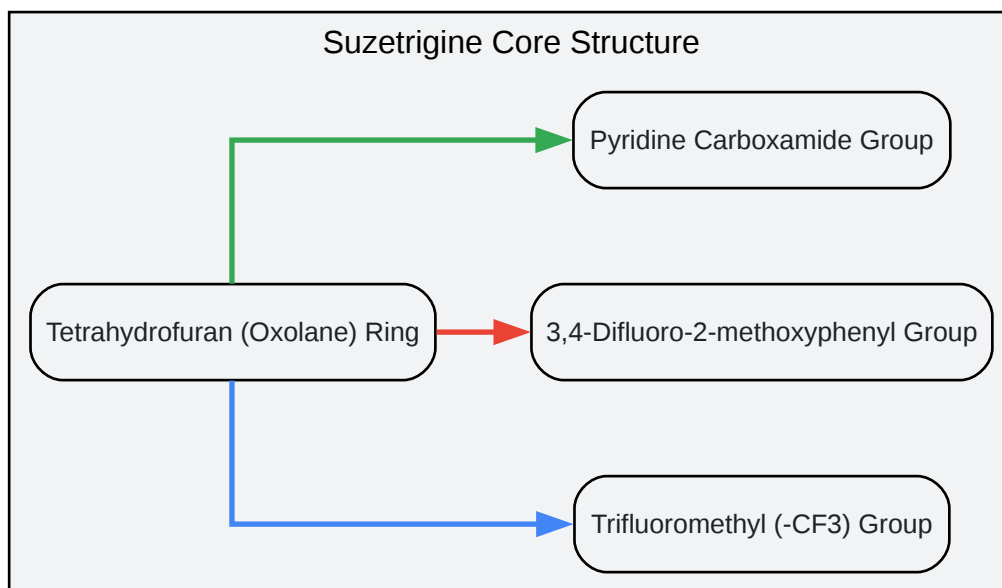 Suzetrigine Core Structure
Pyridine Carboxamide Group
Tetrahydrofuran (Oxolane) Ring
3,4-Difluoro-2-methoxyphenyl Group
Trifluoromethyl (-CF3) Group